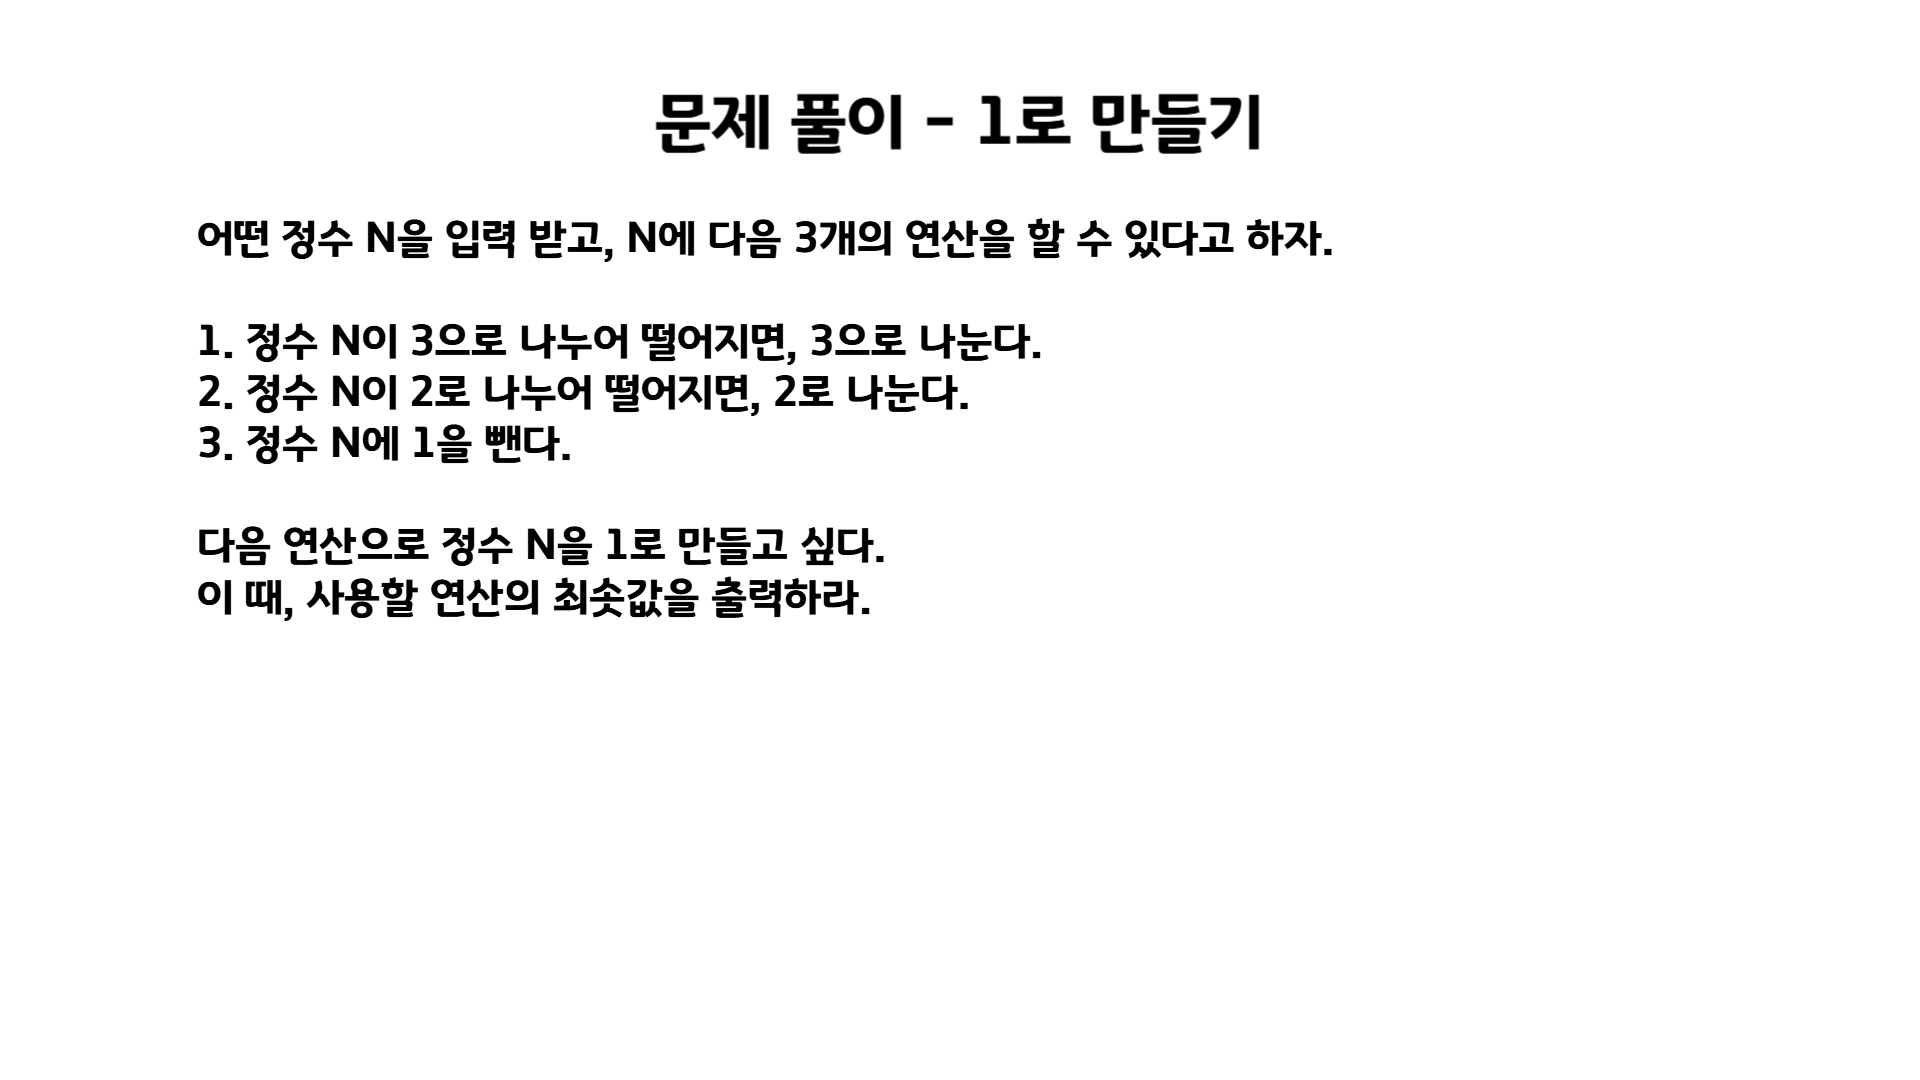 문제 풀이 - 1로 만들기
어떤 정수 N을 입력 받고, N에 다음 3개의 연산을 할 수 있다고 하자.
1. 정수 N이 3으로 나누어 떨어지면, 3으로 나눈다.
2. 정수 N이 2로 나누어 떨어지면, 2로 나눈다.
3. 정수 N에 1을 뺀다.
다음 연산으로 정수 N을 1로 만들고 싶다.
이 때, 사용할 연산의 최솟값을 출력하라.